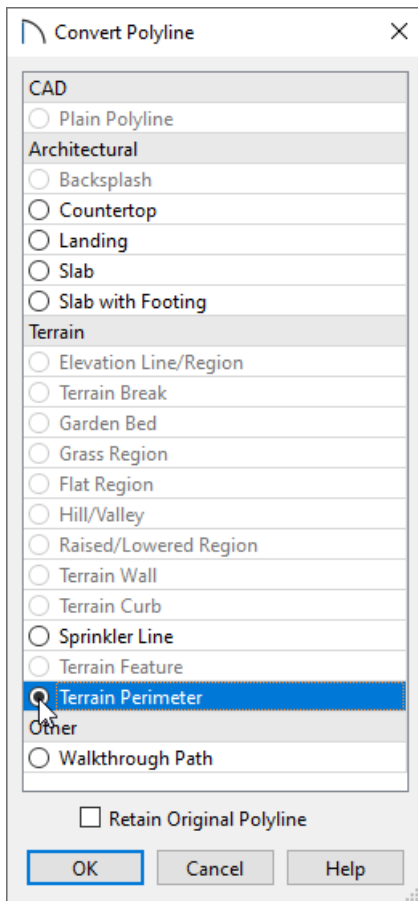 Convert Polyline
CAD
Plain Polyline
Architectural
Backsplash
Countertop
Landing
Slab
Slab with Footing
Terrain
Elevation Line/Region
Terrain Break
Garden Bed
Grass Region
Flat Region
Hill/Valley
Raised/Lowered Region
Terrain Wall
Terrain Curb
Sprinkler Line
Terrain Feature
Terrain Perimeter
Other
Walkthrough Path
Retain Original Polyline
OK Cancel Help